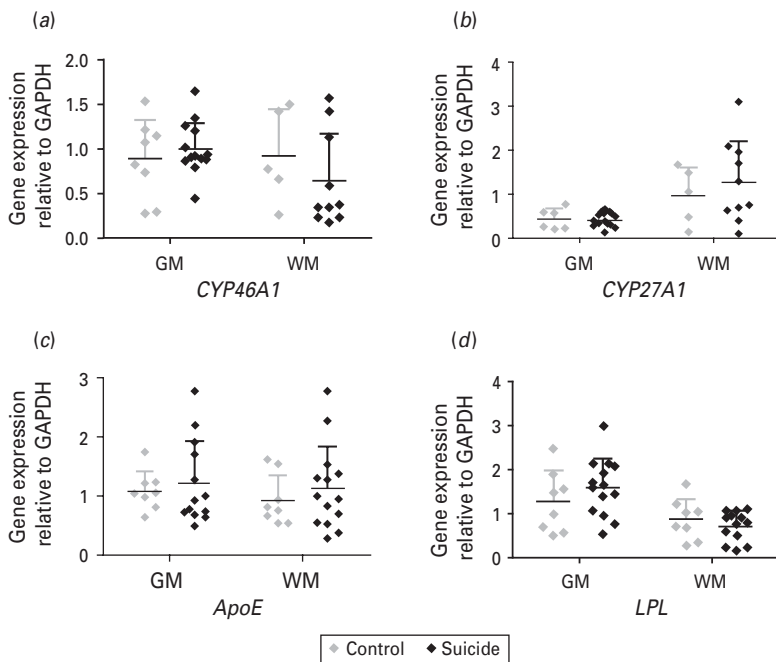 (a)
Gene expression
relative to GAPDH
1.5
2.0
1.0
0.5
0.0
GM
WM
CYP46A1
(b)
Gene expression
relative to GAPDH
4
3
2
1
0
GM
WM
CYP27A1
(c)
Gene expression
relative to GAPDH
3
2
1
0
GM
WM
ApoE
(d)
Gene expression
relative to GAPDH
4
3
2
1
0
GM
WM
LPL
Control Suicide